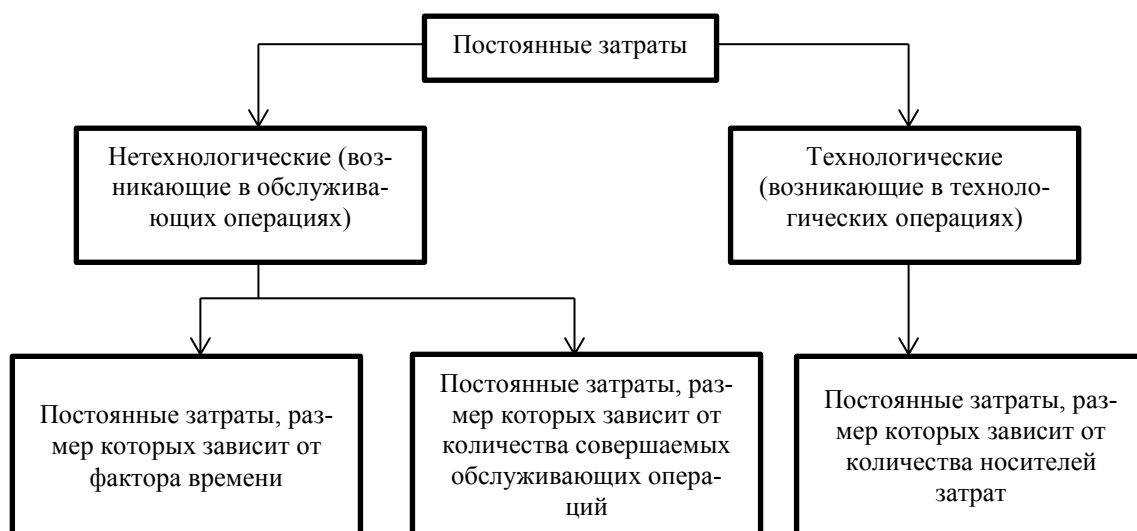 Постоянные затраты
Нетехнологические (воз-
никающие в обслужива-
ющих операциях)
Технологические
(возникающие в техноло-
гических операциях)
Постоянные затраты, раз-
мер которых зависит от
фактора времени
Постоянные затраты, раз-
мер которых зависит от
количества совершаемых
обслуживающих опера-
ций
Постоянные затраты, раз-
мер которых зависит от
количества носителей
затрат